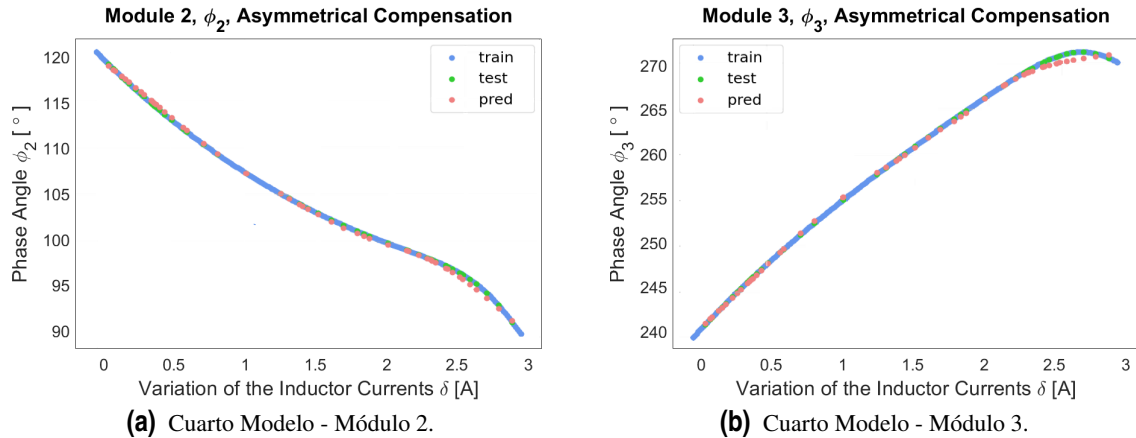 Module 2, ϕ2, Asymmetrical Compensation
120
115
110
105
100
95
90
Phase Angle ϕ2 [ ° ]
train
test
pred
0 0.5 1 1.5 2 2.5 3
Variation of the Inductor Currents δ [A]
(a) Cuarto Modelo - Módulo 2.
Module 3, ϕ3, Asymmetrical Compensation
270
265
260
255
250
245
240
Phase Angle ϕ3 [ ° ]
train
test
pred
0 0.5 1 1.5 2 2.5 3
Variation of the Inductor Currents δ [A]
(b) Cuarto Modelo - Módulo 3.